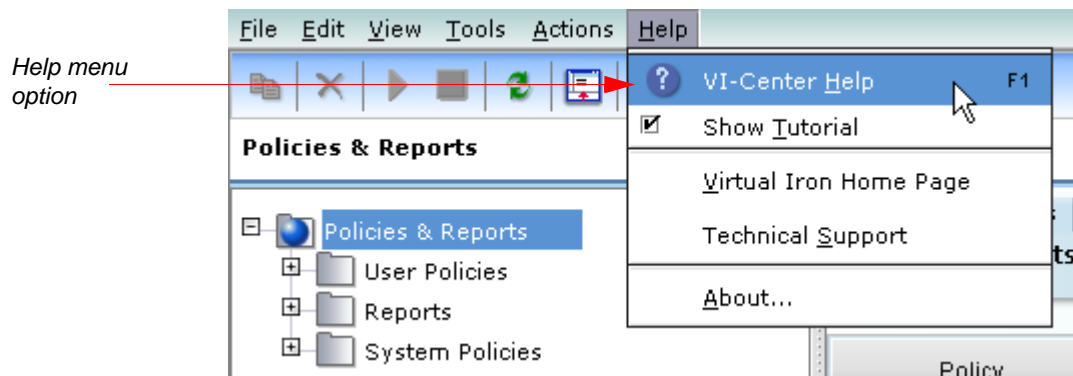 File Edit View Tools Actions Help
Help menu
option
VI-Center Help F1
Show Tutorial
Policies & Reports
Virtual Iron Home Page
Policies & Reports
Technical Support
ts
User Policies
About...
Reports
System Policies
Policy